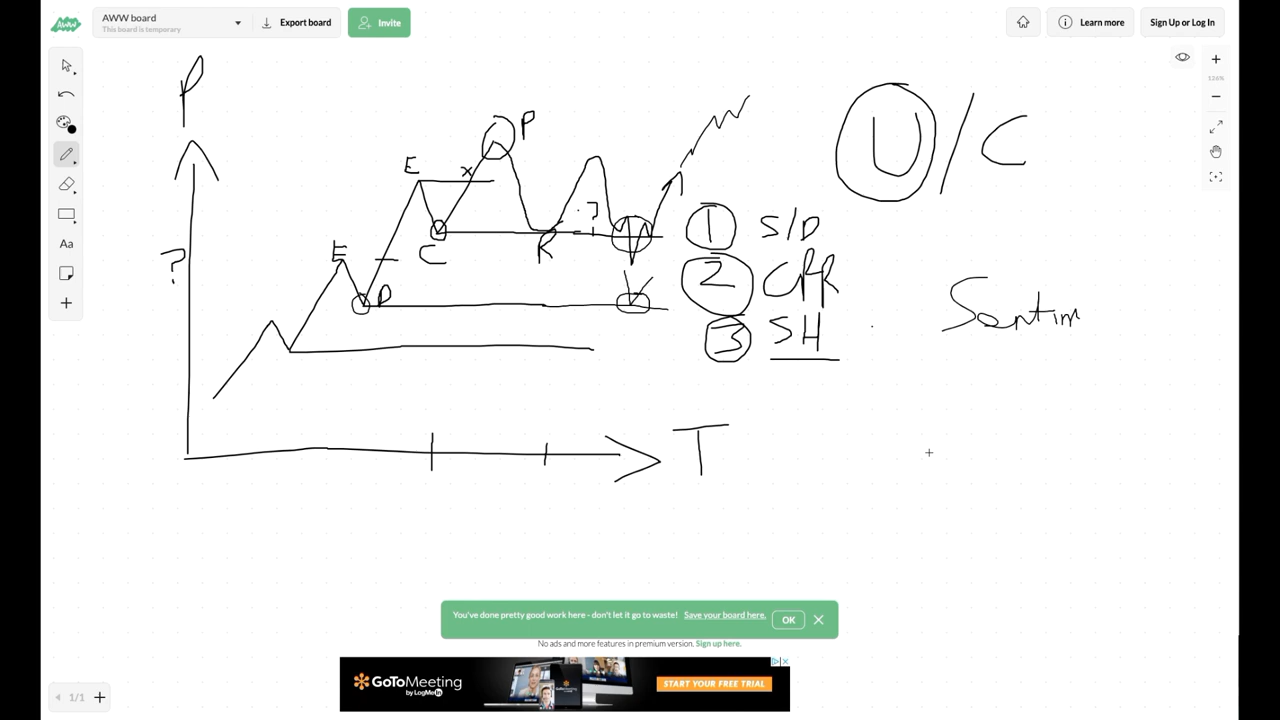 AWW board
This board is temporary
Export board
Invite
Learn more
Sign Up or Log In
126%
P
E
x
P
U/C
E
C
R
?
1 S/D
?
D
2 CPR
3 SH
Sentim
T
Aa
You've done pretty good work here - don't let it go to waste! Save your board here. OK
No ads and more features in premium version. Sign up here.
GoToMeeting
by LogMeIn
START YOUR FREE TRIAL
1/1